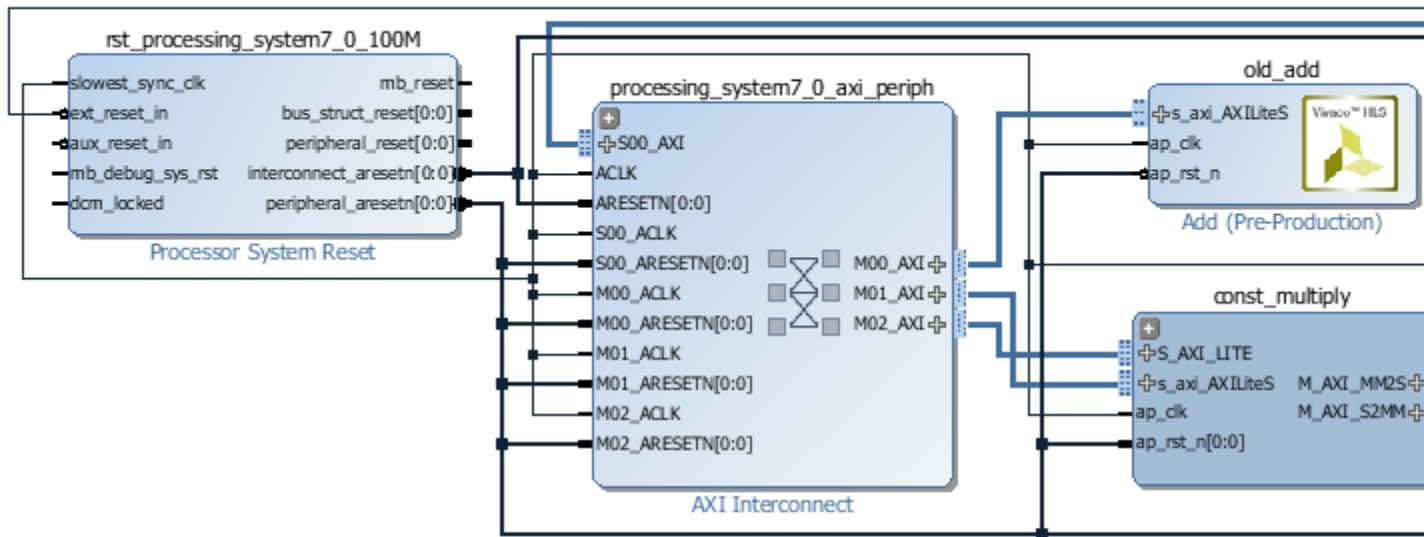 rst_processing_system7_0_100M
slowest_sync_clk
mb_reset
ext_reset_in
bus_struct_reset[0:0]
aux_reset_in
peripheral_reset[0:0]
mb_debug_sys_rst
interconnect_aresetn[0:0]
dcm_locked
peripheral_aresetn[0:0]
Processor System Reset
processing_system7_0_axi_periph
S00_AXI
ACLK
ARESETN[0:0]
S00_ACLK
S00_ARESETN[0:0]
M00_AXI
M00_ACLK
M01_AXI
M00_ARESETN[0:0]
M02_AXI
M01_ACLK
M01_ARESETN[0:0]
M02_ACLK
M02_ARESETN[0:0]
AXI Interconnect
old_add
s_axi_AXILiteS
Vivado™ HLS
ap_clk
ap_rst_n
Add (Pre-Production)
const_multiply
S_AXI_LITE
s_axi_AXILiteS
M_AXI_MM2S
ap_clk
M_AXI_S2MM
ap_rst_n[0:0]